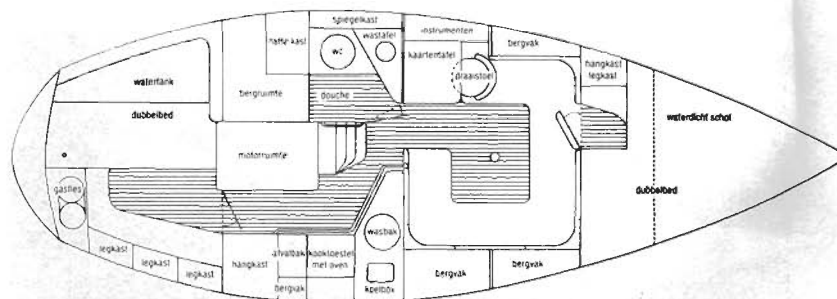 spiegelkast
wastafel
instrumenten
halfe kast
wc
kaartentafel
bergvak
draaistoel
hangkast
legkast
watertank
bergruimte
douche
waterdicht schot
dubbelbed
motorruimte
dubbelbed
gasfles
wasbak
legkast
legkast
legkast
hangkast
afvalbak
kooktoestel
met oven
bergvak
koelbox
bergvak
bergvak